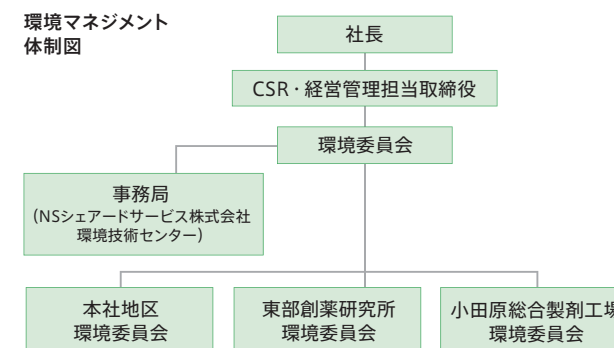 環境マネジメント
体制図
社長
CSR・経営管理担当取締役
環境委員会
事務局
(NSシェアードサービス株式会社
環境技術センター)
本社地区
環境委員会
東部創薬研究所
環境委員会
小田原総合製剤工場
環境委員会